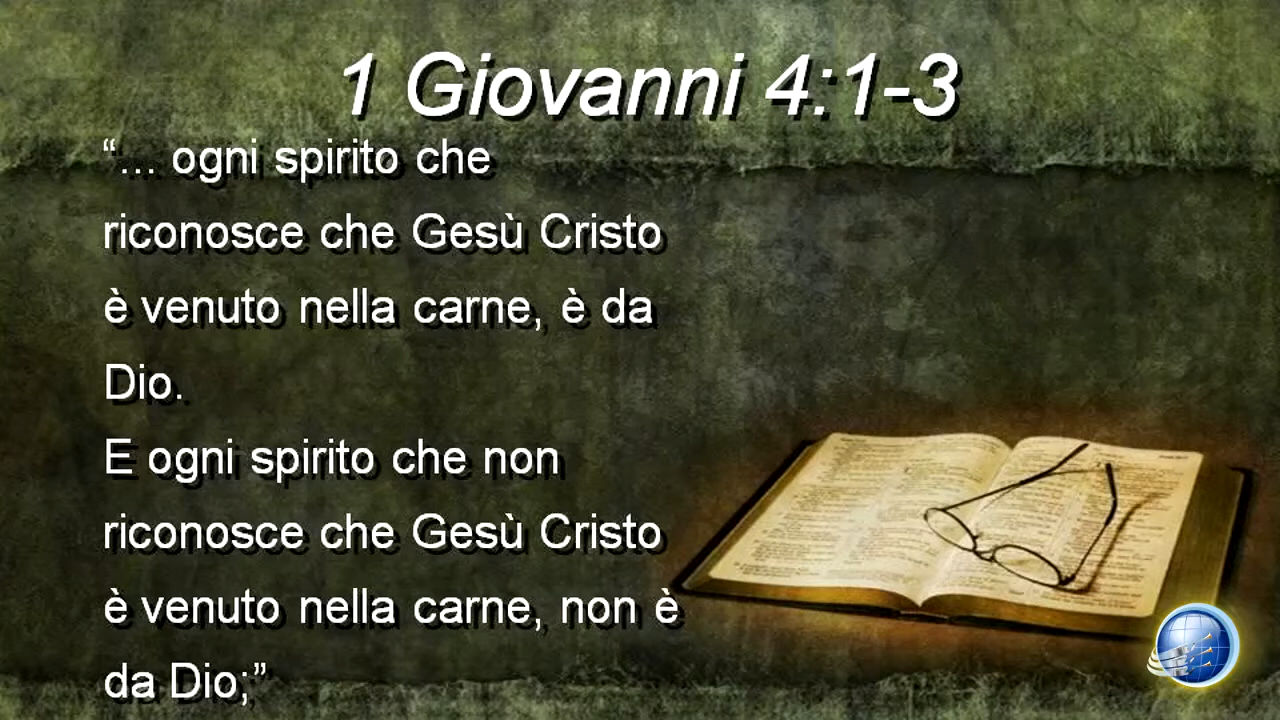 1 Giovanni 4:1-3
“... ogni spirito che
riconosce che Gesù Cristo
è venuto nella carne, è da
Dio.
E ogni spirito che non
riconosce che Gesù Cristo
è venuto nella carne, non è
da Dio;”